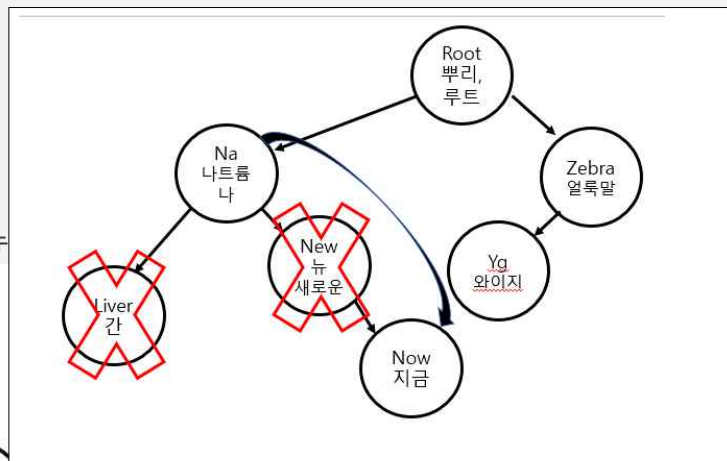 Root
뿌리,
루트
Na
나트륨
나
Zebra
얼룩말
New
뉴
새로운
Yg
와이지
Liver
간
Now
지금